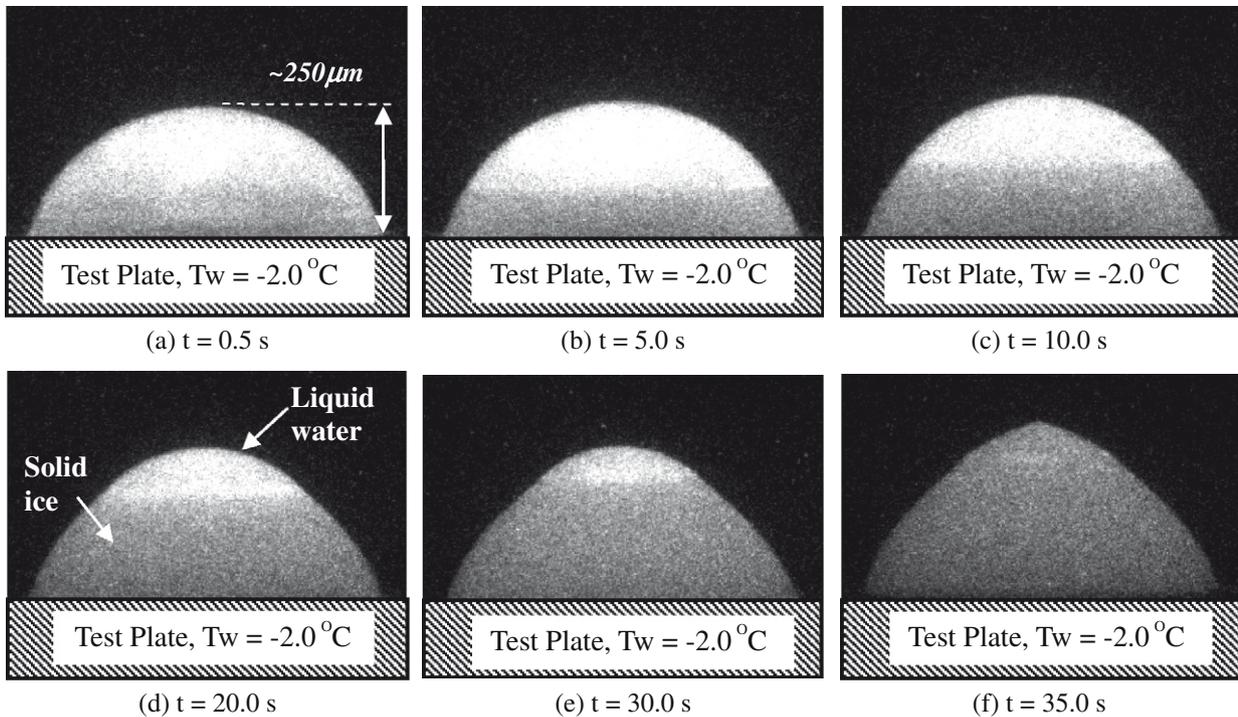 ~250μm
Test Plate, Tw = -2.0 °C
Test Plate, Tw = -2.0 °C
Test Plate, Tw = -2.0 °C
(a) t = 0.5 s
(b) t = 5.0 s
(c) t = 10.0 s
Liquid
water
Solid
ice
Test Plate, Tw = -2.0 °C
Test Plate, Tw = -2.0 °C
Test Plate, Tw = -2.0 °C
(d) t = 20.0 s
(e) t = 30.0 s
(f) t = 35.0 s